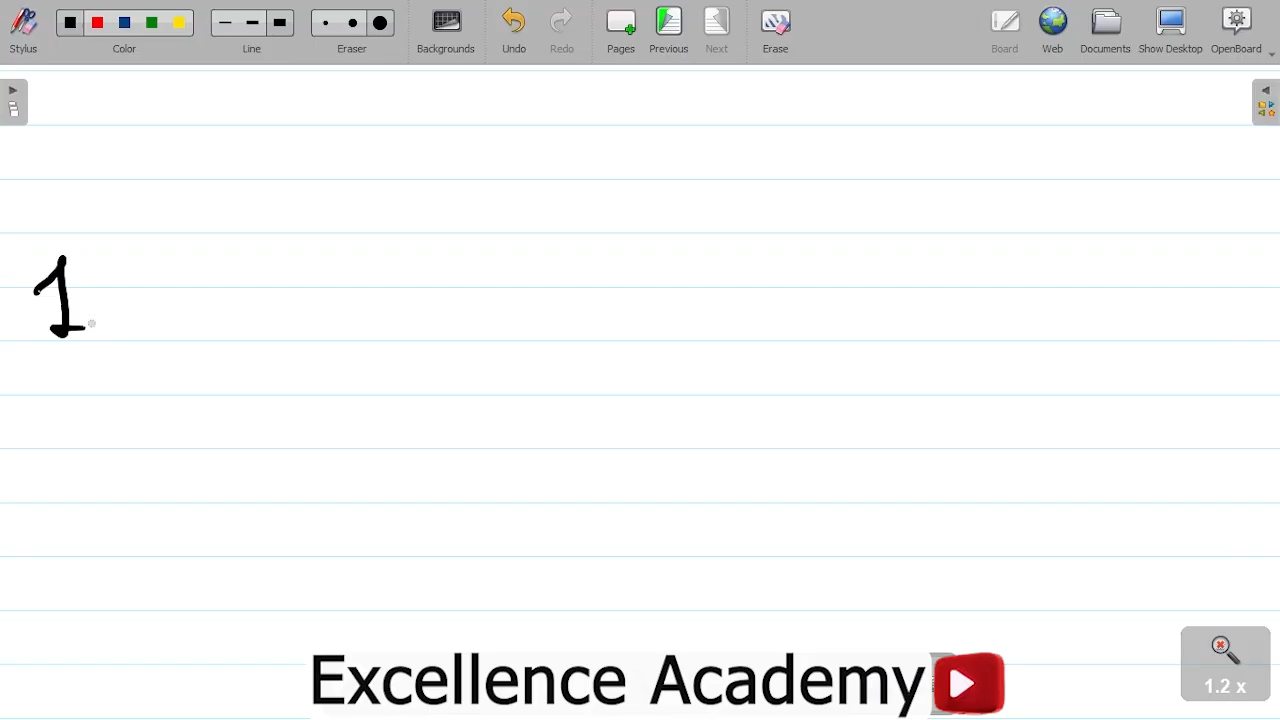 Stylus Color Line Eraser Backgrounds Undo Redo Pages Previous Next Erase Board Web Documents Show Desktop OpenBoard
1
Excellence Academy
1.2 x